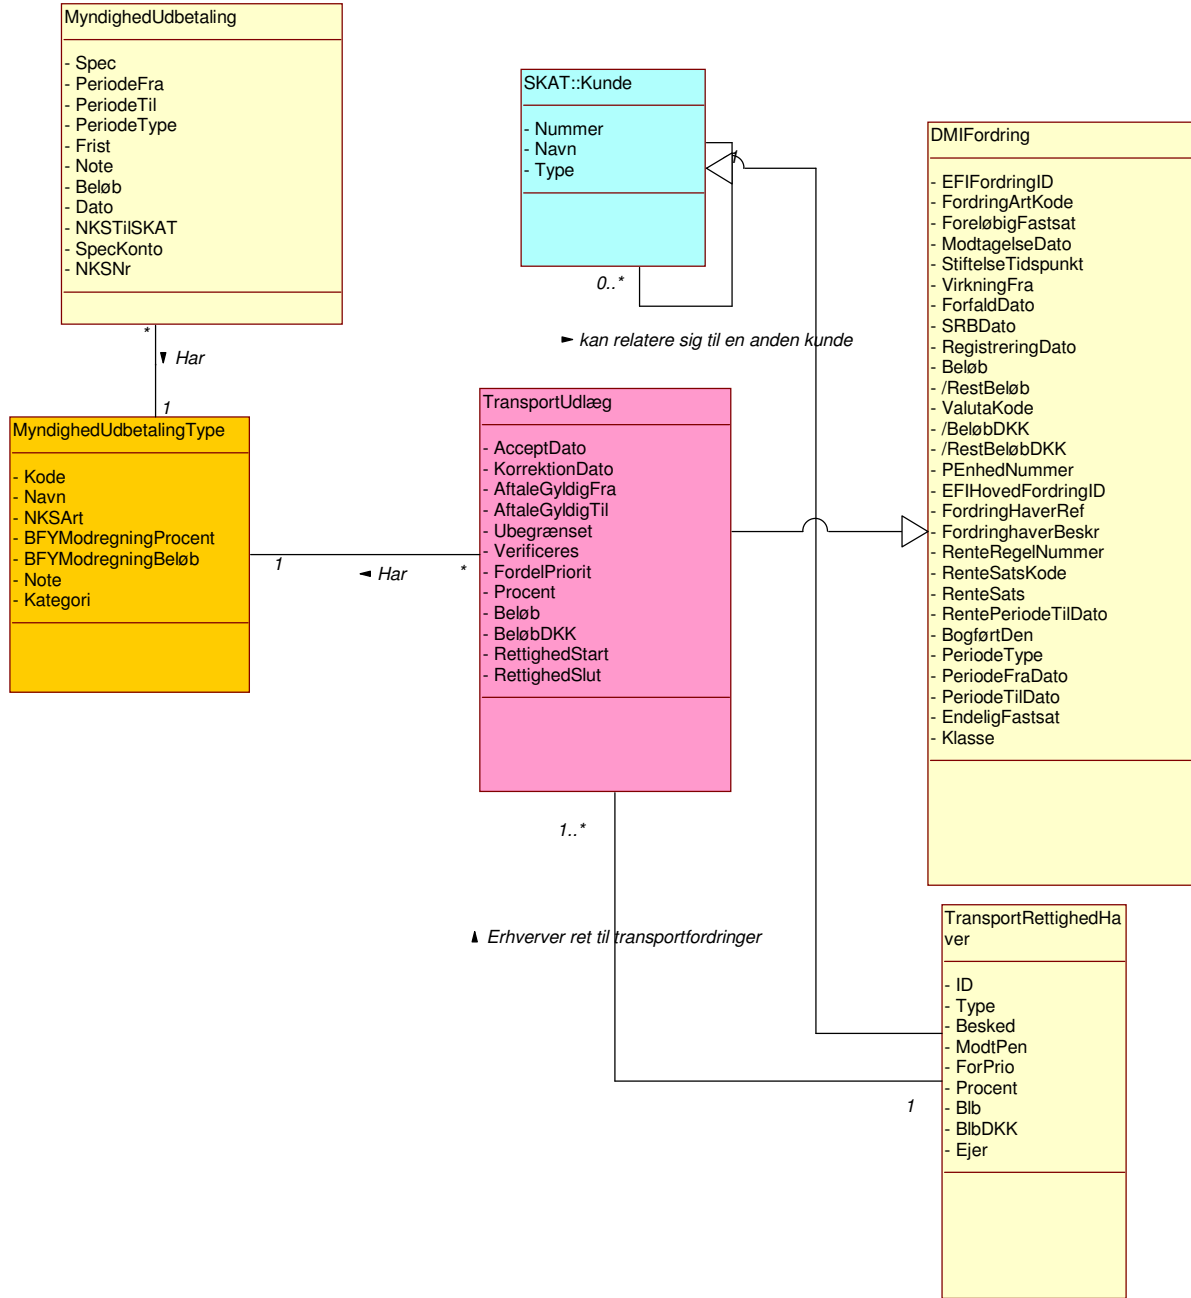 MyndighedUdbetaling
- Spec
- PeriodeFra
- PeriodeTil
- PeriodeType
- Frist
- Note
- Beløb
- Dato
- NKSTilSKAT
- SpecKonto
- NKSNr
*
Har
1
MyndighedUdbetalingType
- Kode
- Navn
- NKSArt
- BFYModregningProcent
- BFYModregningBeløb
- Note
- Kategori
1
Har
*
SKAT::Kunde
- Nummer
- Navn
- Type
0..*
kan relatere sig til en anden kunde
TransportUdlæg
- AcceptDato
- KorrektionDato
- AftaleGyldigFra
- AftaleGyldigTil
- Ubegrænset
- Verificeres
- FordelPriorit
- Procent
- Beløb
- BeløbDKK
- RettighedStart
- RettighedSlut
1..*
Erhverver ret til transportfordringer
1
DMIFordring
- EFIFordringID
- FordringArtKode
- ForeløbigFastsat
- ModtagelseDato
- StiftelseTidspunkt
- VirkningFra
- ForfaldDato
- SRBDato
- RegistreringDato
- Beløb
- /RestBeløb
- ValutaKode
- /BeløbDKK
- /RestBeløbDKK
- PEnhedNummer
- EFIHovedFordringID
- FordringHaverRef
- FordringhaverBeskr
- RenteRegelNummer
- RenteSatsKode
- RenteSats
- RentePeriodeTilDato
- BogførtDen
- PeriodeType
- PeriodeFraDato
- PeriodeTilDato
- EndeligFastsat
- Klasse
TransportRettighedHa
ver
- ID
- Type
- Besked
- ModtPen
- ForPrio
- Procent
- Blb
- BlbDKK
- Ejer